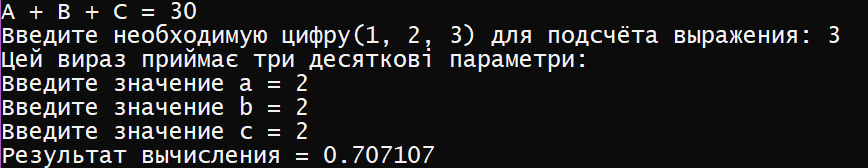 A + B + C = 30
Введите необходимую цифру(1, 2, 3) для подсчёта выражения: 3
Цей вираз приймає три десяткові параметри:
Введите значение a = 2
Введите значение b = 2
Введите значение c = 2
Результат вычисления = 0.707107